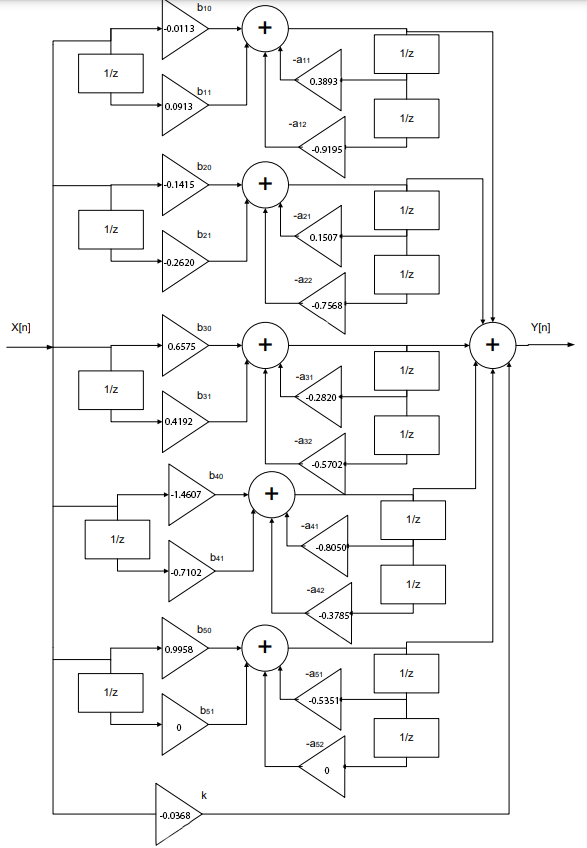 b10
-0.0113
+
1/z
-a11
0.3893
1/z
b11
0.0913
-a12
-0.9195
1/z
b20
-0.1415
+
1/z
-a21
0.1507
1/z
b21
-0.2620
-a22
-0.7568
1/z
X[n]
b30
0.6575
+
+
Y[n]
1/z
-a31
-0.2820
1/z
b31
0.4192
-a32
-0.5702
1/z
b40
-1.4607
+
1/z
-a41
-0.8050
1/z
b41
-0.7102
-a42
-0.3785
1/z
b50
0.9958
+
1/z
-a51
-0.5351
1/z
b51
0
-a52
0
1/z
k
-0.0368